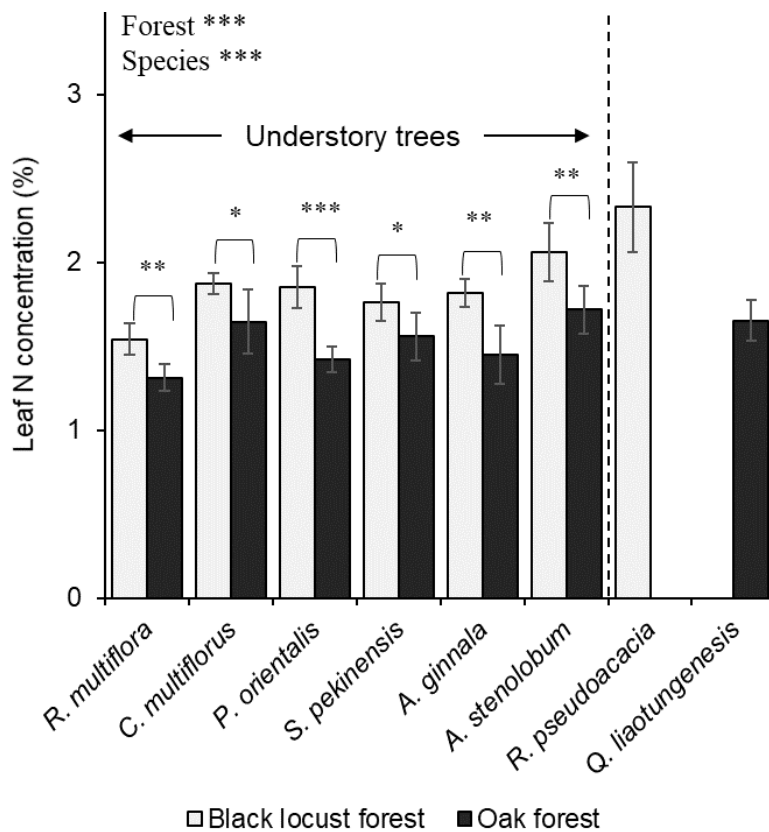 Forest ***
Species ***
Understory trees
**
*
***
*
**
**
Leaf N concentration (%)
3
2
1
0
R. multiflora
C. multiflorus
P. orientalis
S. pekinensis
A. ginnala
A. stenolobum
R. pseudoacacia
Q. liaotungenesis
Black locust forest
Oak forest